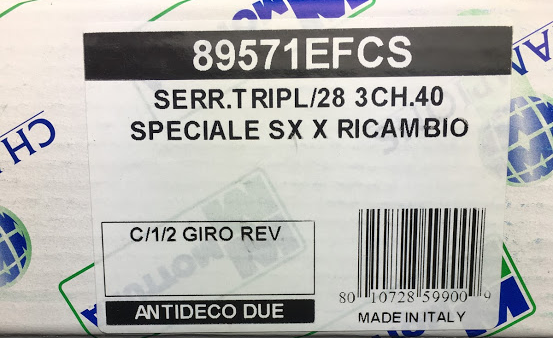 89571EFCS
SERR.TRIPL/28 3CH.40
SPECIALE SX X RICAMBIO
C/1/2 GIRO REV.
ANTIDECO DUE
80 10728 59900 9
MADE IN ITALY